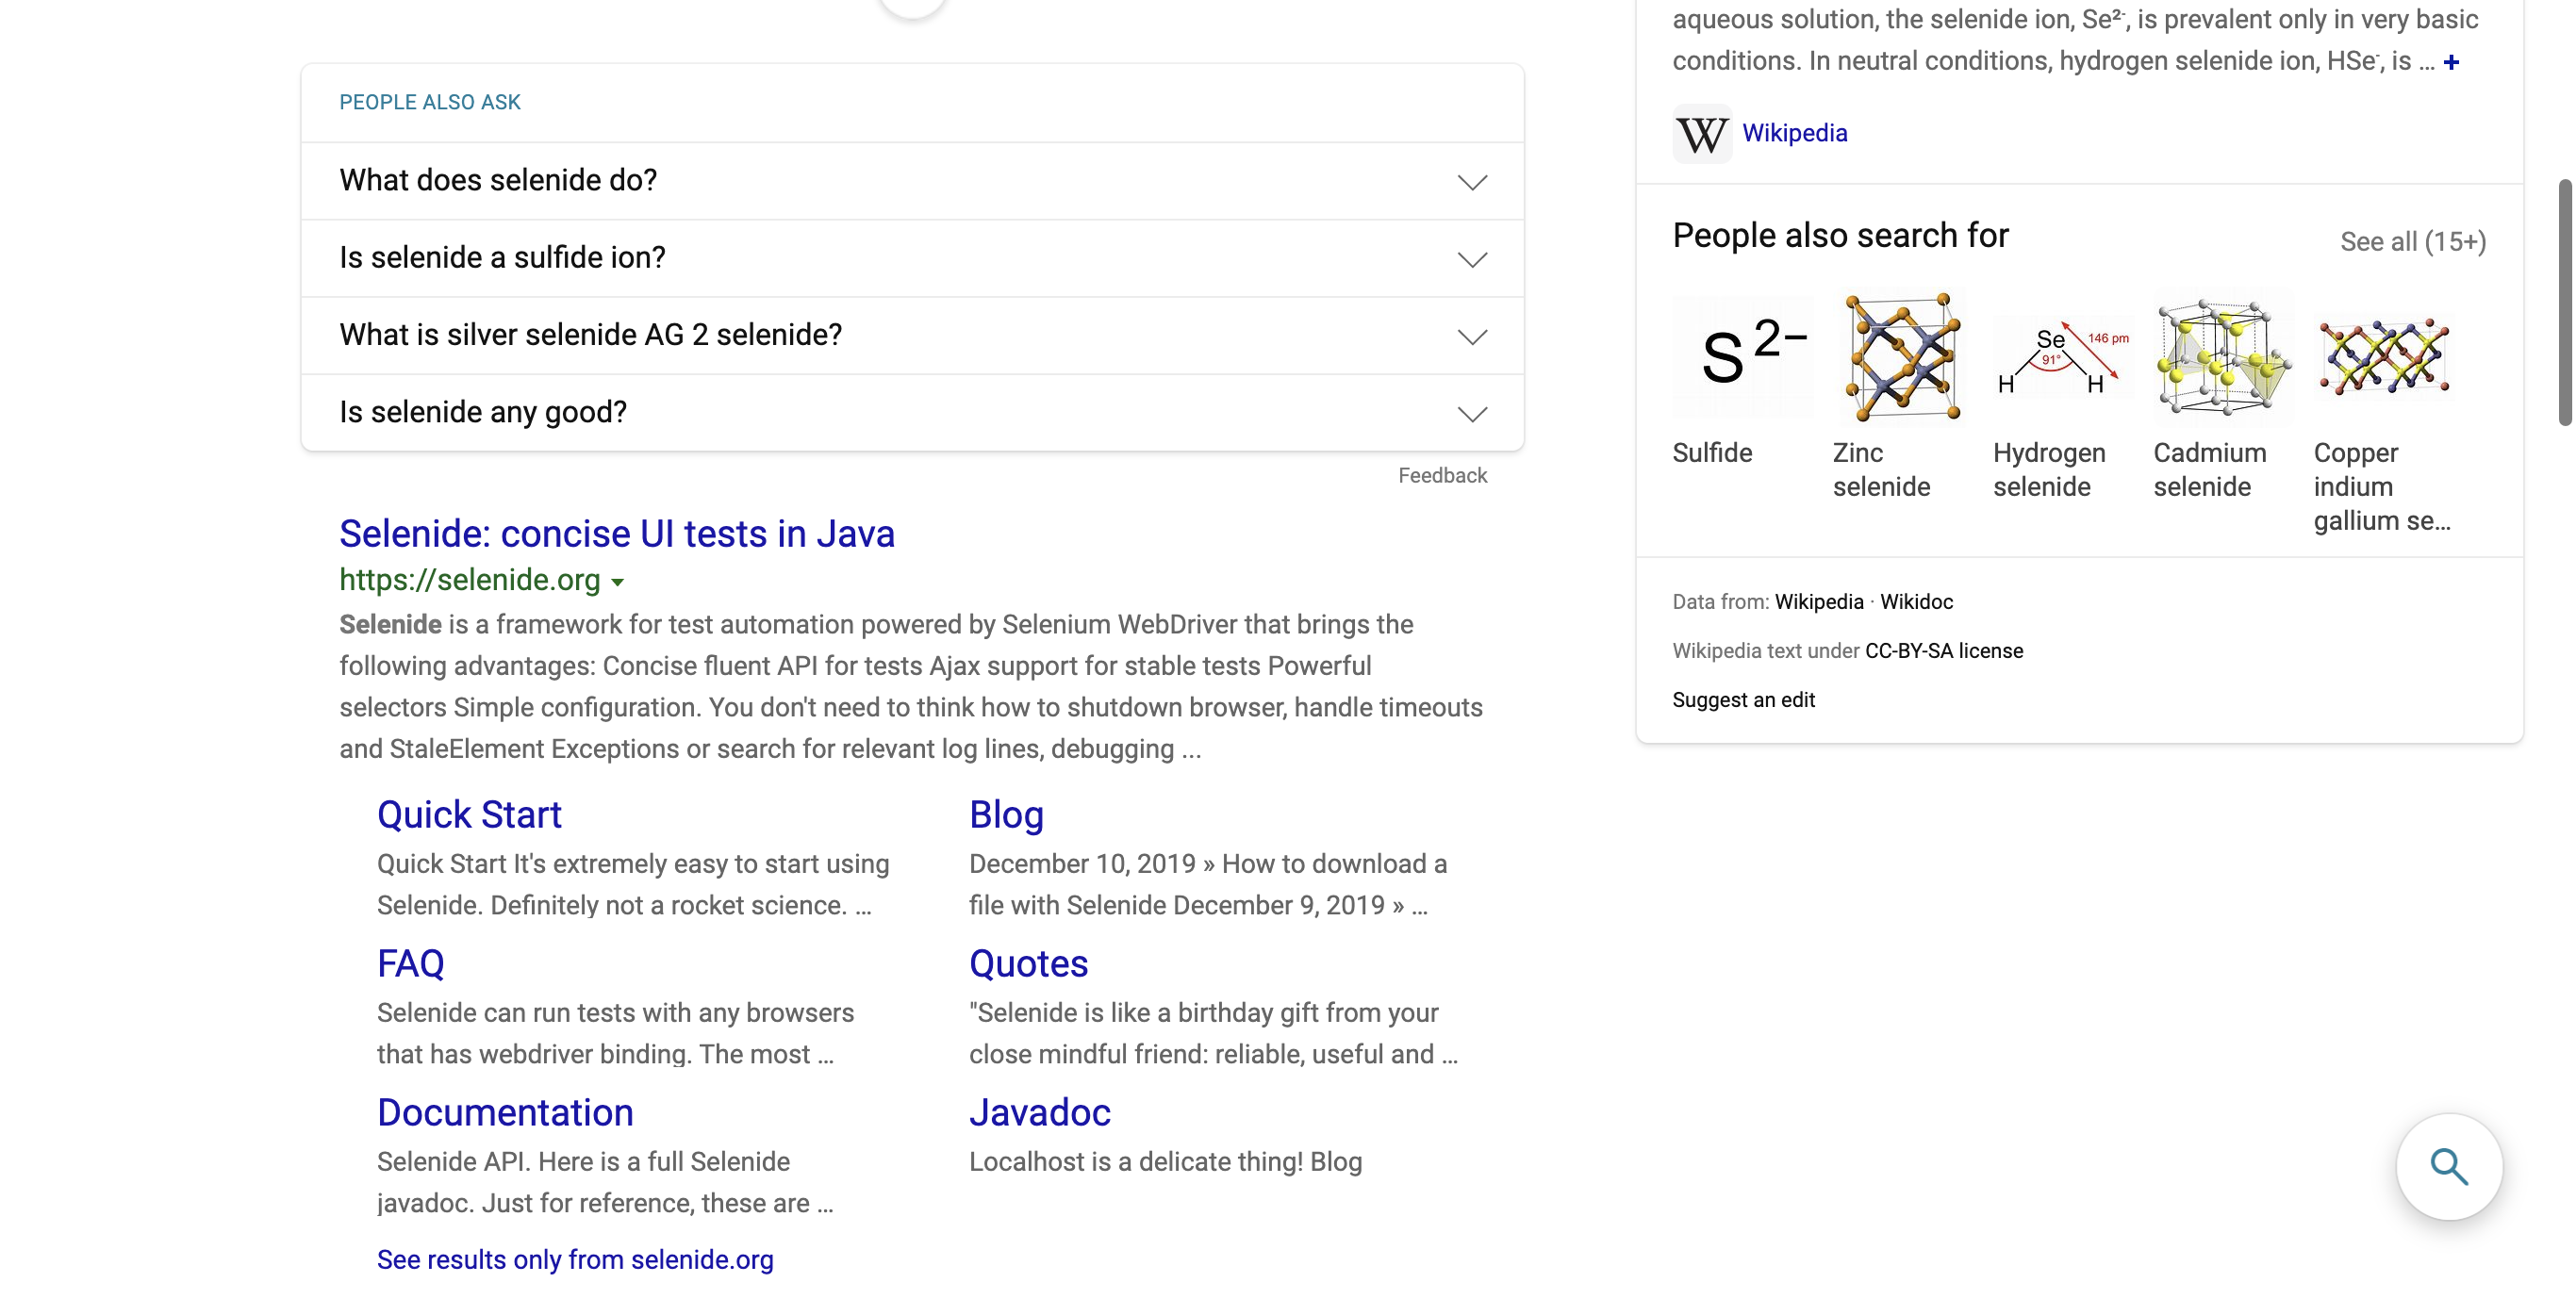 PEOPLE ALSO ASK
What does selenide do?
Is selenide a sulfide ion?
What is silver selenide AG 2 selenide?
Is selenide any good?
Feedback
Selenide: concise UI tests in Java
https://selenide.org
Selenide is a framework for test automation powered by Selenium WebDriver that brings the
following advantages: Concise fluent API for tests Ajax support for stable tests Powerful
selectors Simple configuration. You don't need to think how to shutdown browser, handle timeouts
and StaleElement Exceptions or search for relevant log lines, debugging ...
Quick Start
Quick Start It's extremely easy to start using
Selenide. Definitely not a rocket science. ...
Blog
December 10, 2019 » How to download a
file with Selenide December 9, 2019 » ...
FAQ
Selenide can run tests with any browsers
that has webdriver binding. The most ...
Quotes
"Selenide is like a birthday gift from your
close mindful friend: reliable, useful and ...
Documentation
Selenide API. Here is a full Selenide
javadoc. Just for reference, these are ...
Javadoc
Localhost is a delicate thing! Blog
See results only from selenide.org
aqueous solution, the selenide ion, Se²⁻, is prevalent only in very basic
conditions. In neutral conditions, hydrogen selenide ion, HSe⁻, is ... +
W Wikipedia
People also search for
See all (15+)
S 2−
Se
146 pm
91°
H H
Sulfide
Zinc
selenide
Hydrogen
selenide
Cadmium
selenide
Copper
indium
gallium se...
Data from: Wikipedia · Wikidoc
Wikipedia text under CC-BY-SA license
Suggest an edit